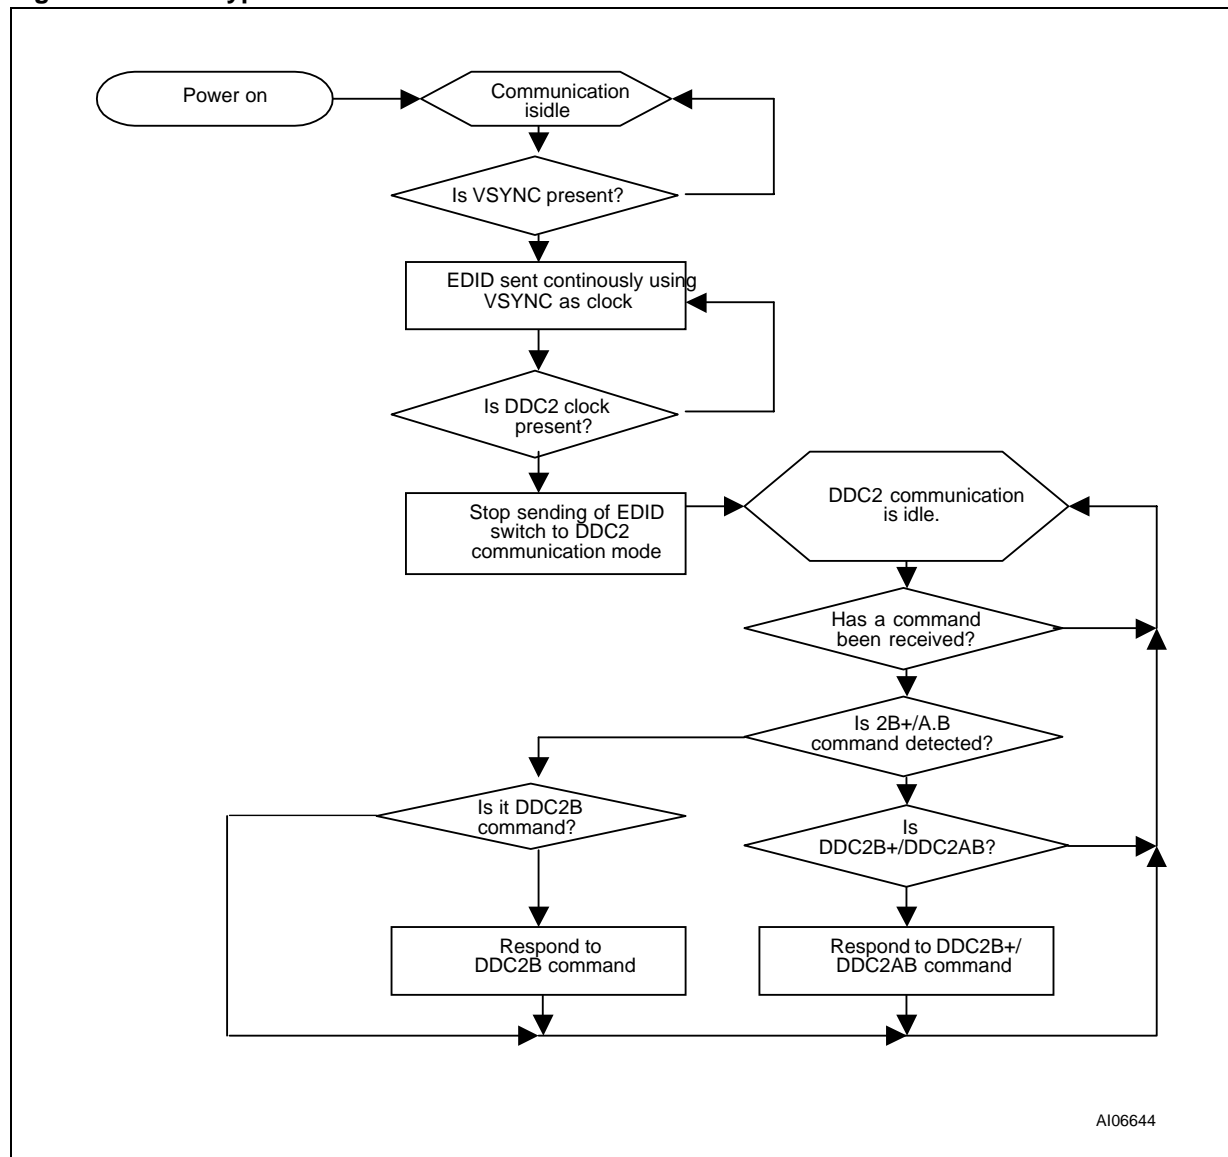 Power on
Communication
isidle
Is VSYNC present?
EDID sent continously using
VSYNC as clock
Is DDC2 clock
present?
Stop sending of EDID
switch to DDC2
communication mode
DDC2 communication
is idle.
Has a command
been received?
Is 2B+/A.B
command detected?
Is it DDC2B
command?
Is
DDC2B+/DDC2AB?
Respond to
DDC2B command
Respond to DDC2B+/
DDC2AB command
AI06644